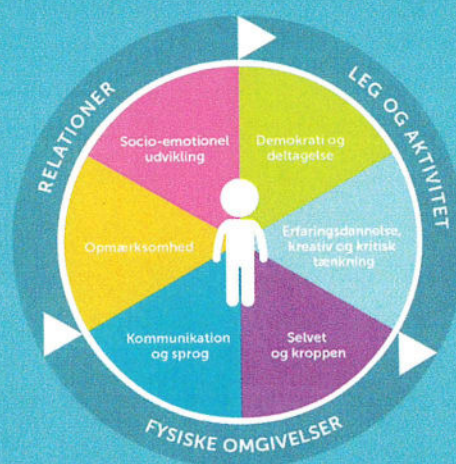 RELATIONER
LEG OG AKTIVITET
Socio-emotionel
udvikling
Demokrati og
deltagelse
Opmærksomhed
Erfaringsdannelse,
kreativ og kritisk
tænkning
Kommunikation
og sprog
Selvet
og kroppen
FYSISKE OMGIVELSER